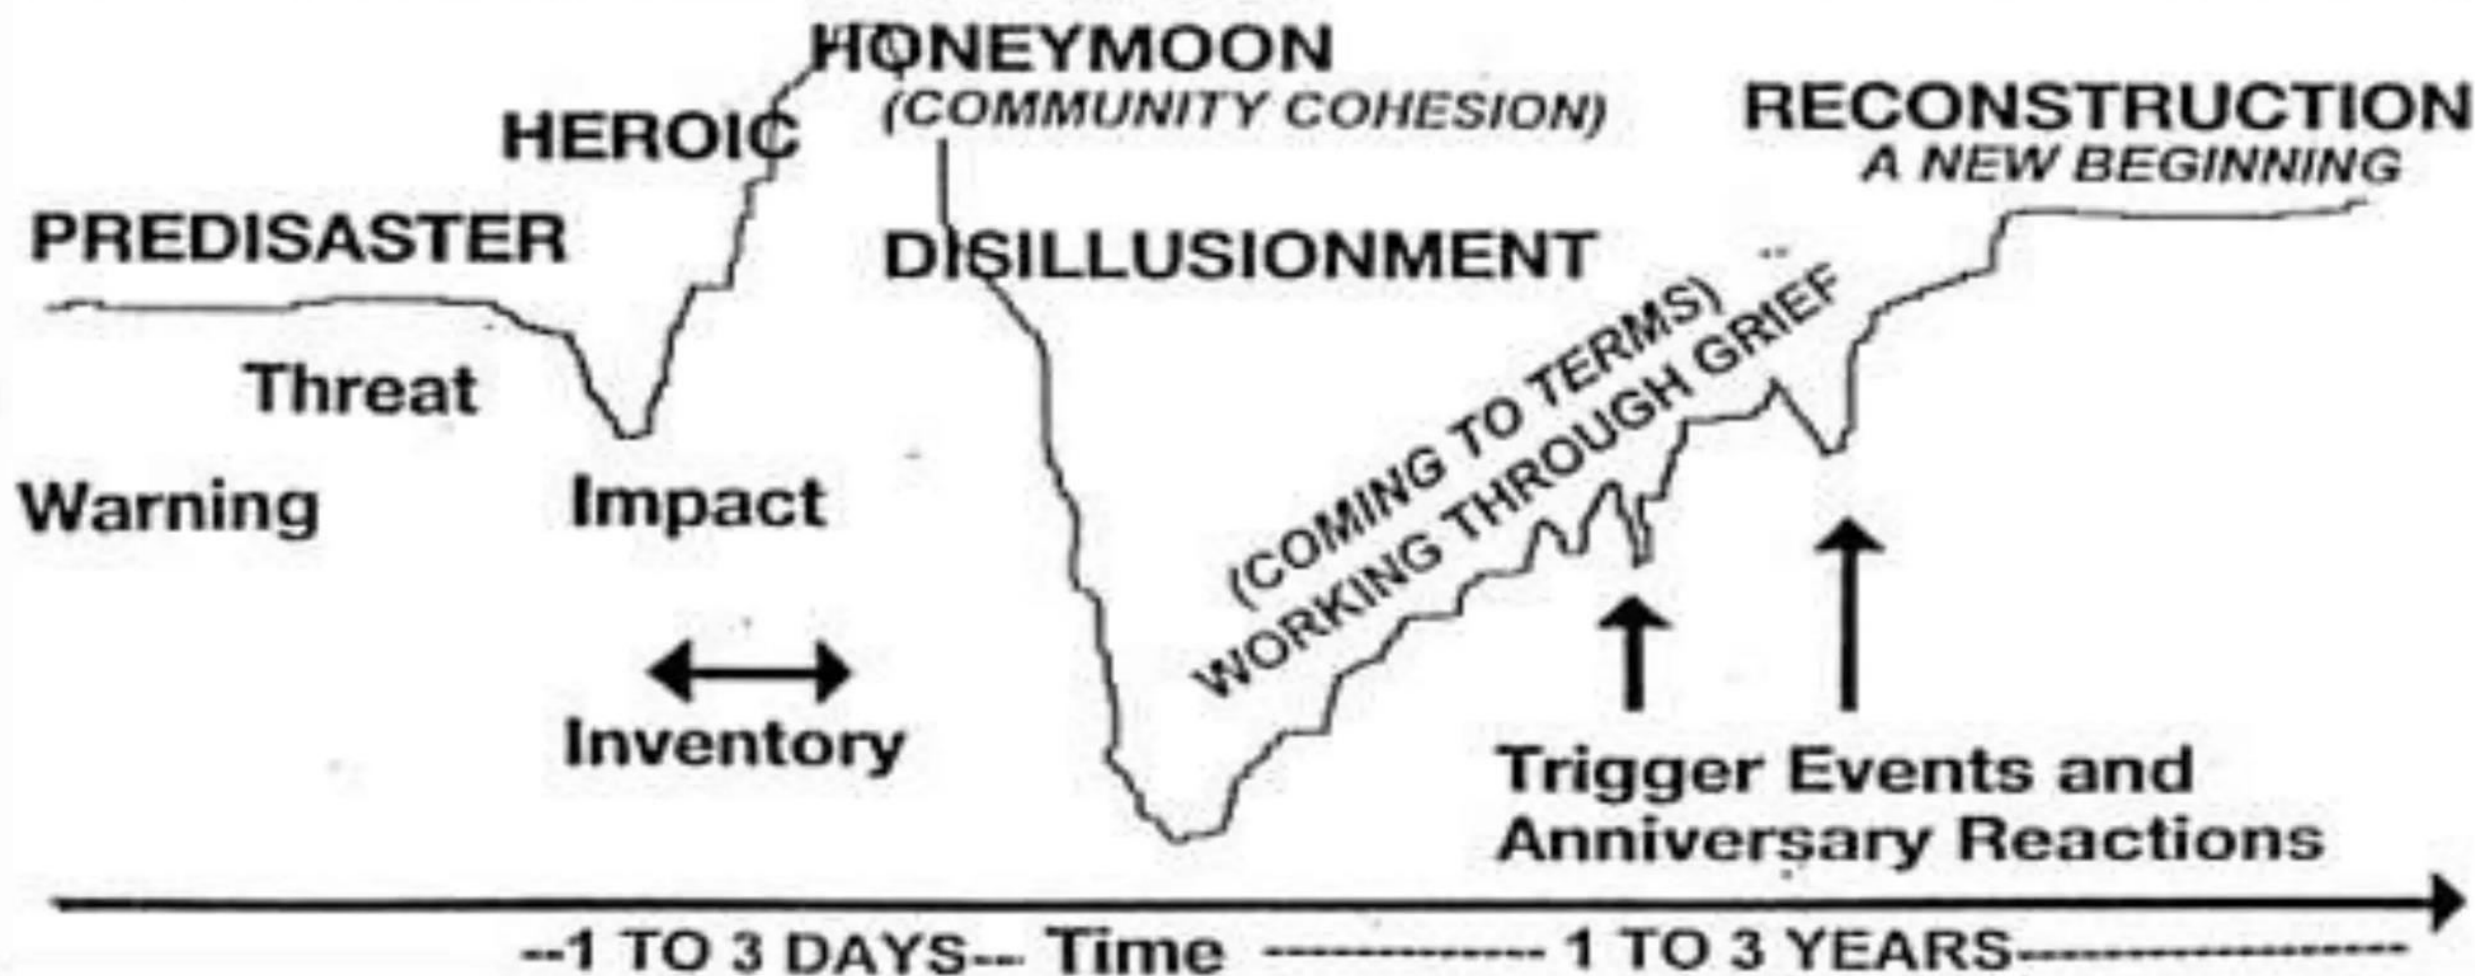 HONEYMOON
(COMMUNITY COHESION)
HEROIC
RECONSTRUCTION
A NEW BEGINNING
PREDISASTER
DISILLUSIONMENT
Threat
(COMING TO TERMS)
WORKING THROUGH GRIEF
Warning
Impact
Inventory
Trigger Events and
Anniversary Reactions
--1 TO 3 DAYS--- Time ------------- 1 TO 3 YEARS------------------